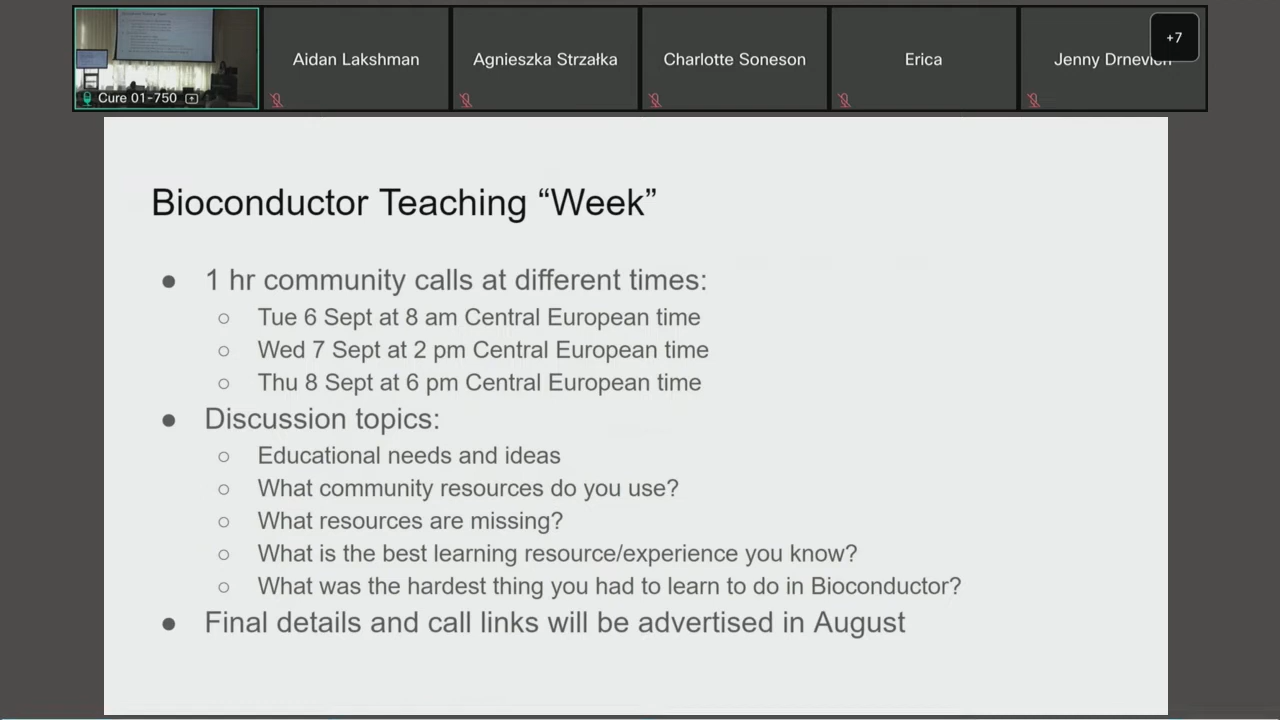 Cure 01-750
Aidan Lakshman
Agnieszka Strzałka
Charlotte Soneson
Erica
Jenny
+7
Bioconductor Teaching “Week”
● 1 hr community calls at different times:
○ Tue 6 Sept at 8 am Central European time
○ Wed 7 Sept at 2 pm Central European time
○ Thu 8 Sept at 6 pm Central European time
● Discussion topics:
○ Educational needs and ideas
○ What community resources do you use?
○ What resources are missing?
○ What is the best learning resource/experience you know?
○ What was the hardest thing you had to learn to do in Bioconductor?
● Final details and call links will be advertised in August